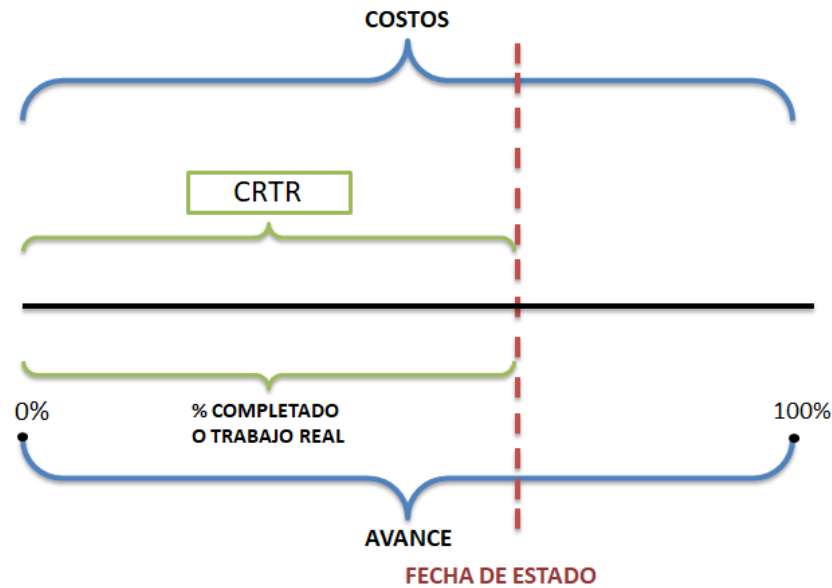 COSTOS
CRTR
0%
% COMPLETADO
O TRABAJO REAL
100%
AVANCE
FECHA DE ESTADO